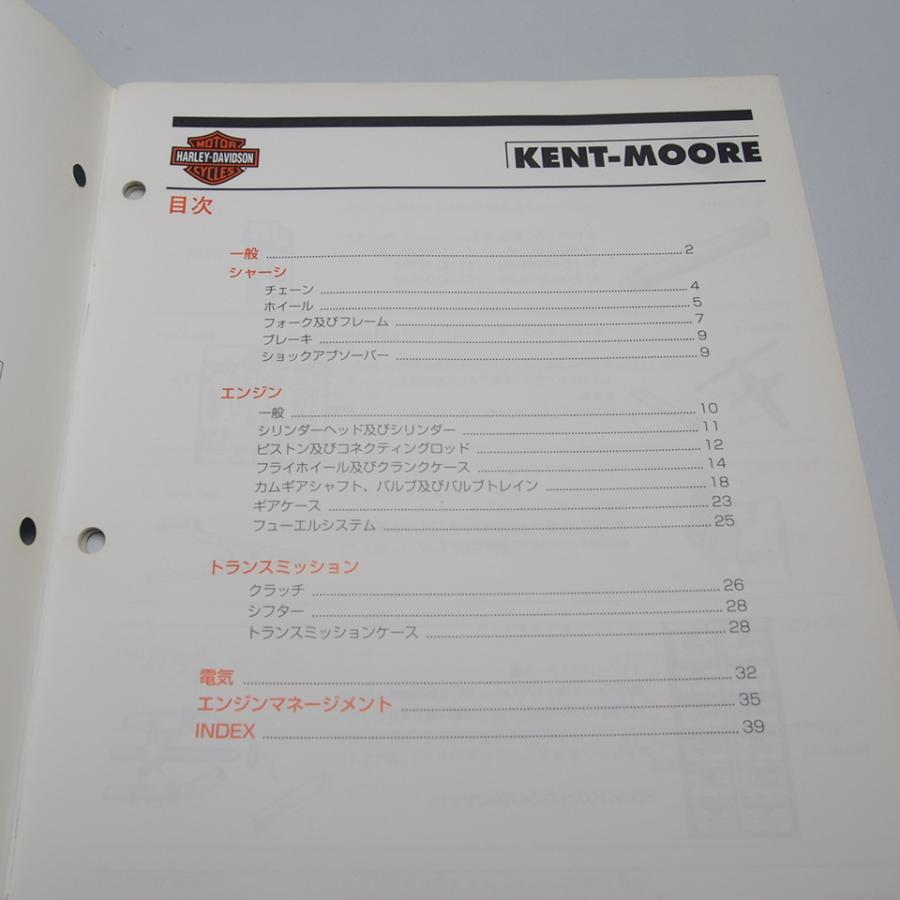 MOTOR
HARLEY-DAVIDSON
CYCLES
KENT-MOORE
目次
一般 2
シャーシ
チェーン 4
ホイール 5
フォーク及びフレーム 7
ブレーキ 9
ショックアブソーバー 9
エンジン
一般 10
シリンダーヘッド及びシリンダー 11
ピストン及びコネクティングロッド 12
フライホイール及びクランクケース 14
カムギアシャフト、バルブ及びバルブトレイン 18
ギアケース 23
フューエルシステム 25
トランスミッション
クラッチ 26
シフター 28
トランスミッションケース 28
電気 32
エンジンマネージメント 35
INDEX 39